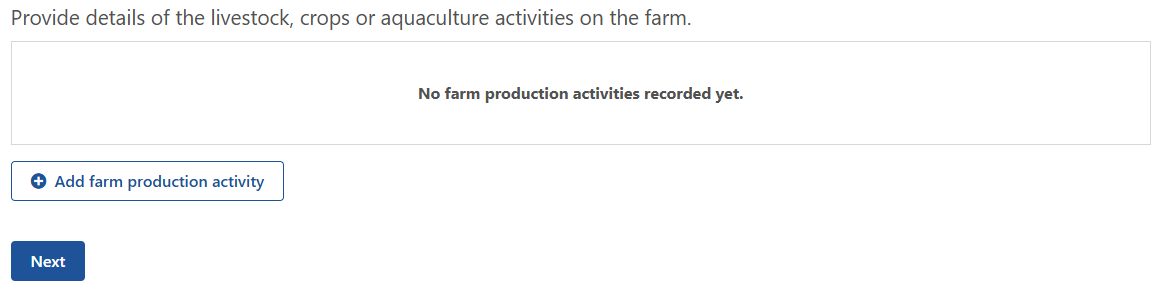 Provide details of the livestock, crops or aquaculture activities on the farm.
No farm production activities recorded yet.
Add farm production activity
Next